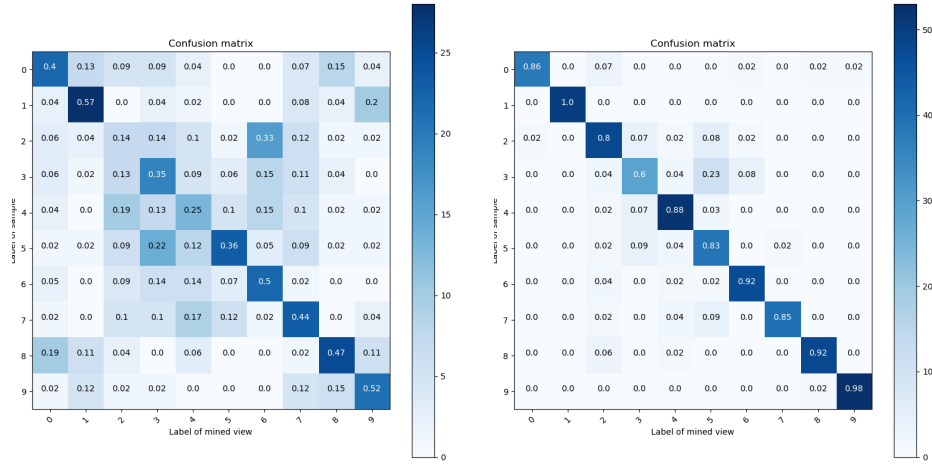 Confusion matrix
0 0.4 0.13 0.09 0.09 0.04 0.0 0.0 0.07 0.15 0.04
1 0.04 0.57 0.0 0.04 0.02 0.0 0.0 0.08 0.04 0.2
2 0.06 0.04 0.14 0.14 0.1 0.02 0.33 0.12 0.02 0.02
3 0.06 0.02 0.13 0.35 0.09 0.06 0.15 0.11 0.04 0.0
4 0.04 0.0 0.19 0.13 0.25 0.1 0.15 0.1 0.02 0.02
5 0.02 0.02 0.09 0.22 0.12 0.36 0.05 0.09 0.02 0.02
6 0.05 0.0 0.09 0.14 0.14 0.07 0.5 0.02 0.0 0.0
7 0.02 0.0 0.1 0.1 0.17 0.12 0.02 0.44 0.0 0.04
8 0.19 0.11 0.04 0.0 0.06 0.0 0.0 0.02 0.47 0.11
9 0.02 0.12 0.02 0.02 0.0 0.0 0.0 0.12 0.15 0.52
0 1 2 3 4 5 6 7 8 9
Label of mined view
Label of sample
25
20
15
10
5
0
Confusion matrix
0 0.86 0.0 0.07 0.0 0.0 0.0 0.02 0.0 0.02 0.02
1 0.0 1.0 0.0 0.0 0.0 0.0 0.0 0.0 0.0 0.0
2 0.02 0.0 0.8 0.07 0.02 0.08 0.02 0.0 0.0 0.0
3 0.0 0.0 0.04 0.6 0.04 0.23 0.08 0.0 0.0 0.0
4 0.0 0.0 0.02 0.07 0.88 0.03 0.0 0.0 0.0 0.0
5 0.0 0.0 0.02 0.09 0.04 0.83 0.0 0.02 0.0 0.0
6 0.0 0.0 0.04 0.0 0.02 0.02 0.92 0.0 0.0 0.0
7 0.0 0.0 0.02 0.0 0.04 0.09 0.0 0.85 0.0 0.0
8 0.0 0.0 0.06 0.0 0.02 0.0 0.0 0.0 0.92 0.0
9 0.0 0.0 0.0 0.0 0.0 0.0 0.0 0.0 0.02 0.98
0 1 2 3 4 5 6 7 8 9
Label of mined view
Label of sample
50
40
30
20
10
0